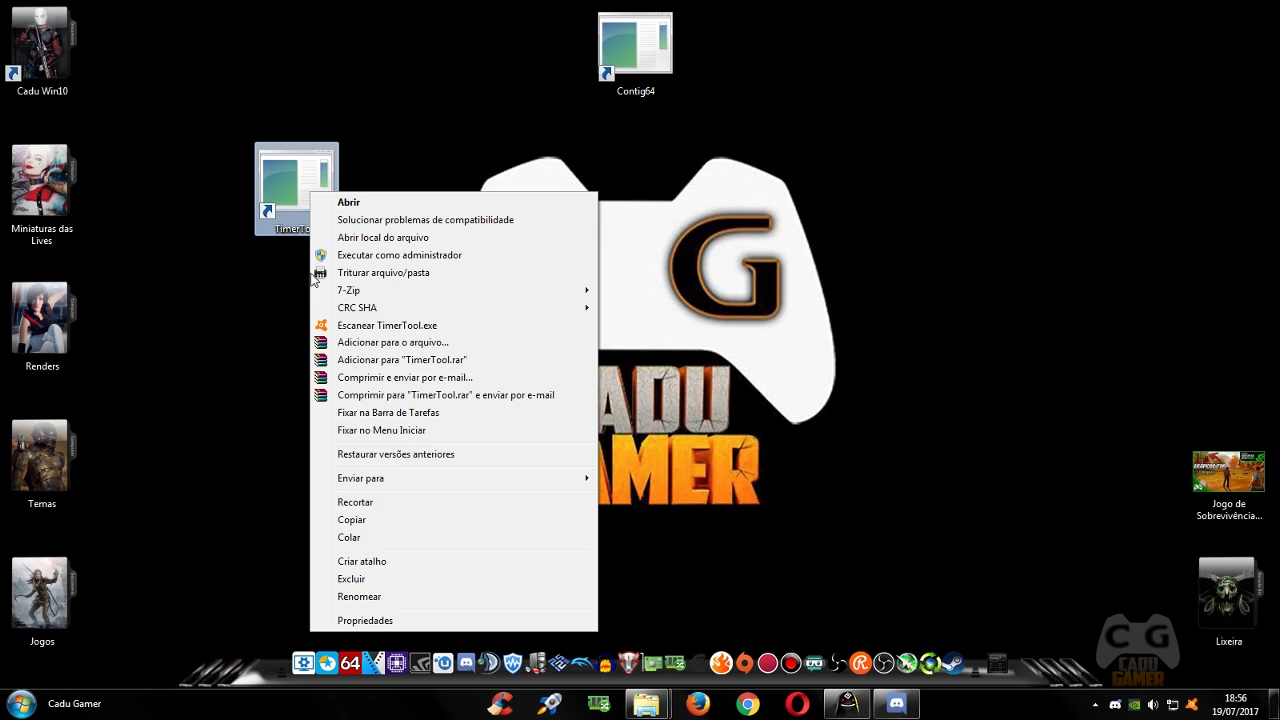 Cadu Win10
Contig64
Miniaturas das
Lives
TimerTo
Abrir
Solucionar problemas de compatibilidade
Abrir local do arquivo
Executar como administrador
Triturar arquivo/pasta
7-Zip
CRC SHA
Escanear TimerTool.exe
Adicionar para o arquivo...
Adicionar para "TimerTool.rar"
Comprimir e enviar por e-mail...
Comprimir para "TimerTool.rar" e enviar por e-mail
Fixar na Barra de Tarefas
Fixar no Menu Iniciar
Restaurar versões anteriores
Enviar para
Recortar
Copiar
Colar
Criar atalho
Excluir
Renomear
Propriedades
G
CADU
GAMER
Renders
Temas
Jogos
Jogo de
Sobrevivência...
Lixeira
64
CG
CADU
GAMER
Cadu Gamer
18:56
19/07/2017